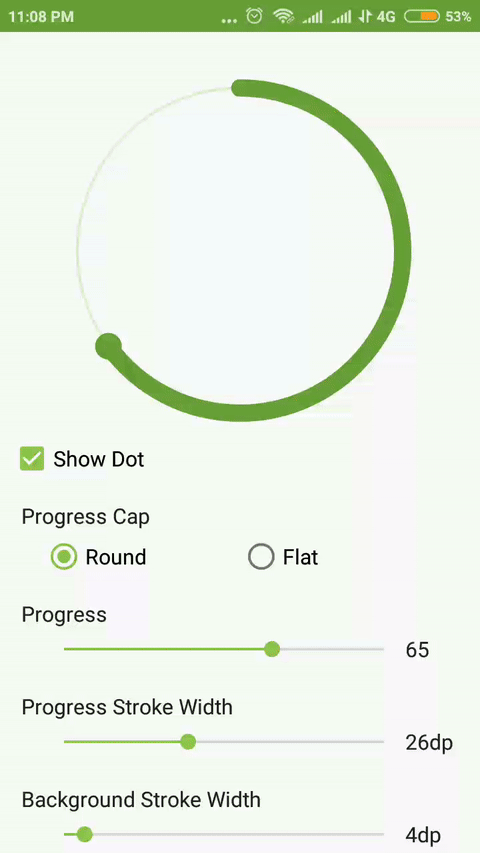 11:08 PM ... 4G 53%
Show Dot
Progress Cap
Round Flat
Progress
65
Progress Stroke Width
26dp
Background Stroke Width
4dp